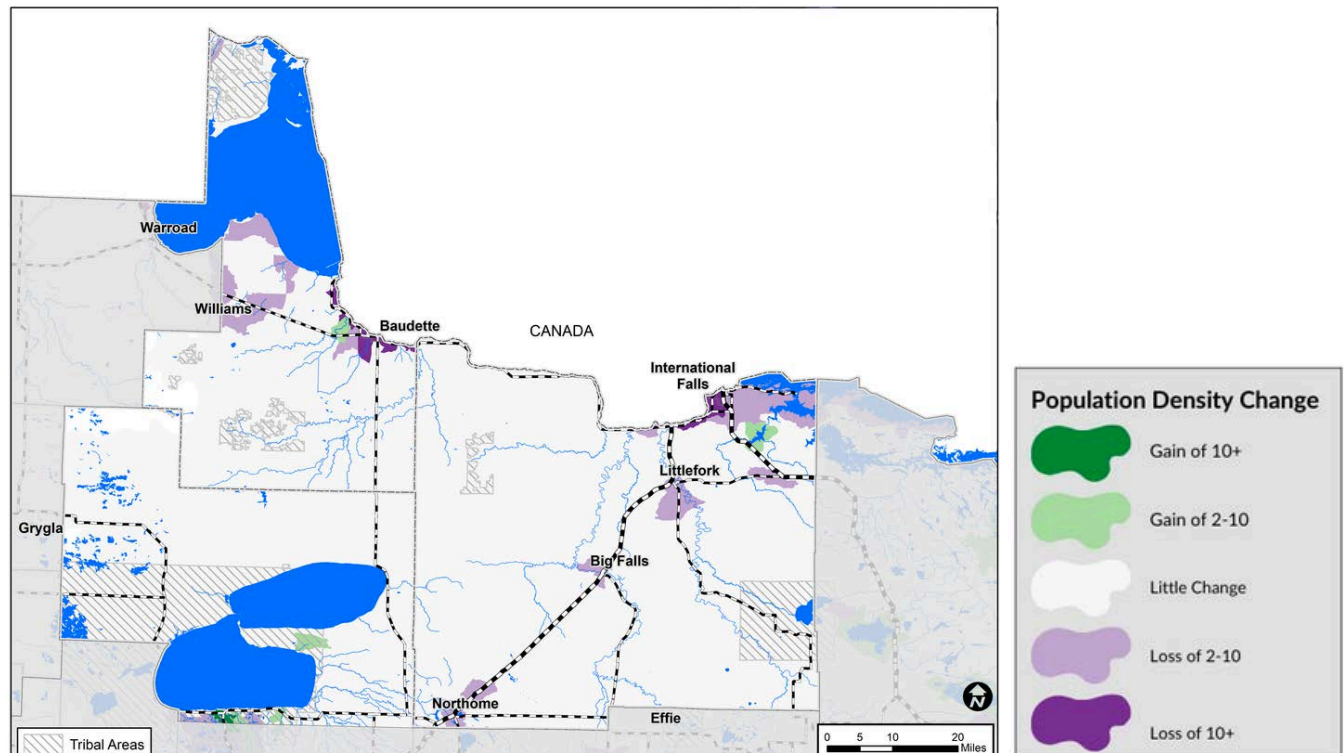 Warroad
Williams
Baudette
CANADA
International
Falls
Littlefork
Grygla
Big Falls
Northome
Effie
N
Tribal Areas
0 5 10 20
Miles
Population Density Change
Gain of 10+
Gain of 2-10
Little Change
Loss of 2-10
Loss of 10+